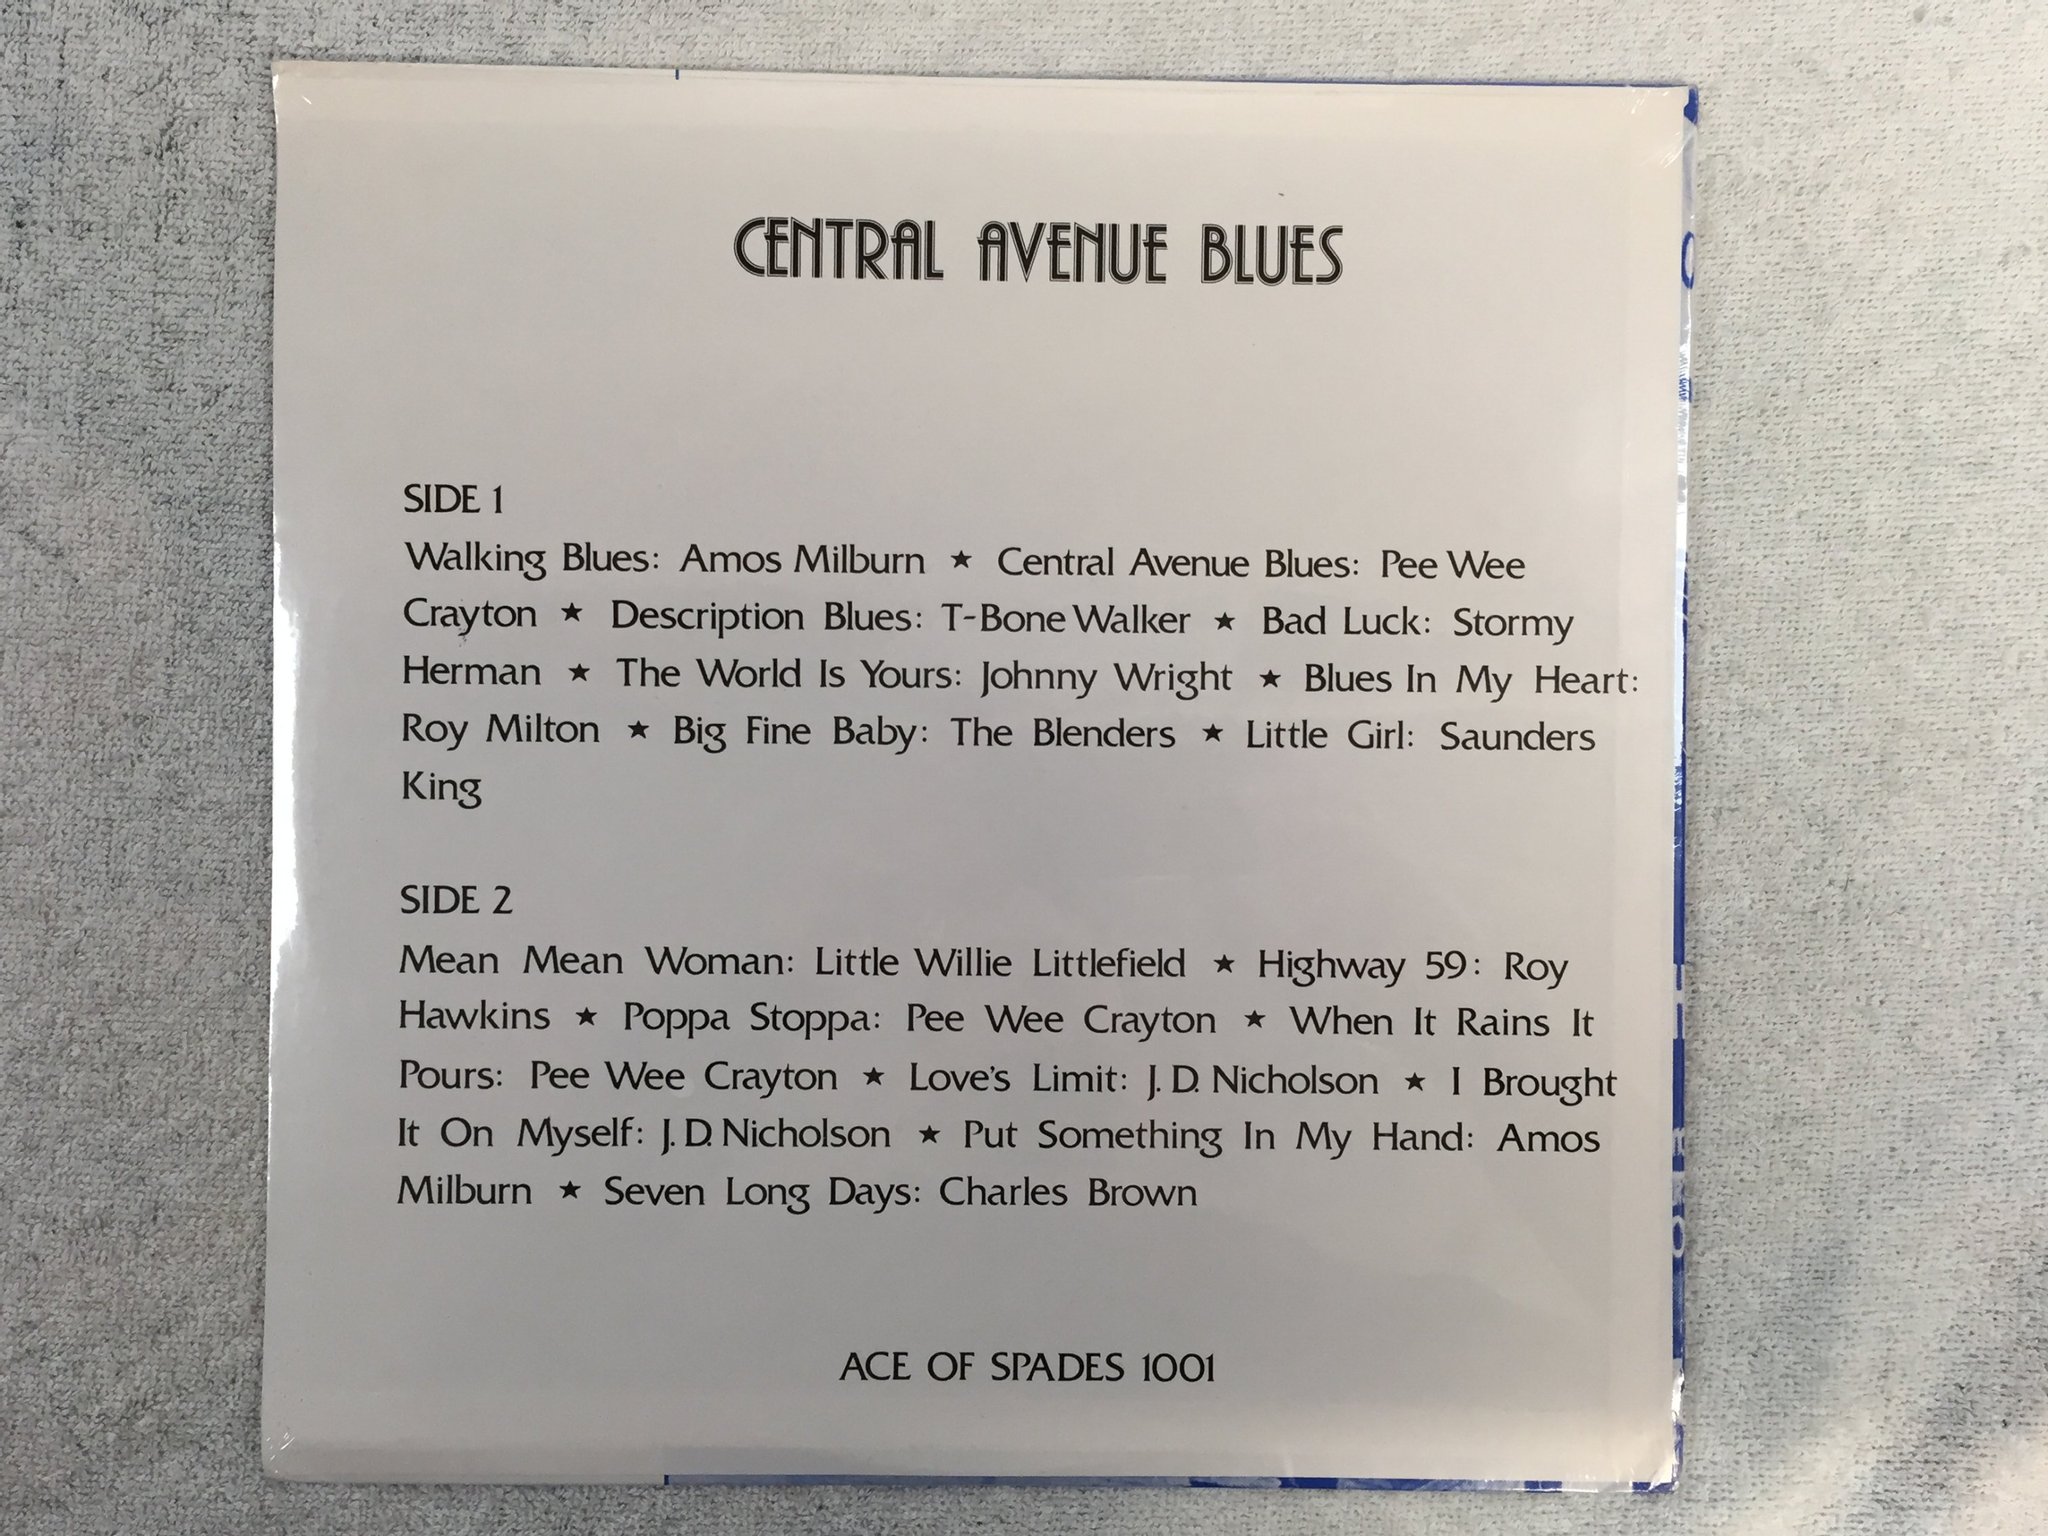 CENTRAL AVENUE BLUES
SIDE 1
Walking Blues: Amos Milburn ★ Central Avenue Blues: Pee Wee
Crayton ★ Description Blues: T-Bone Walker ★ Bad Luck: Stormy
Herman ★ The World Is Yours: Johnny Wright ★ Blues In My Heart:
Roy Milton ★ Big Fine Baby: The Blenders ★ Little Girl: Saunders
King
SIDE 2
Mean Mean Woman: Little Willie Littlefield ★ Highway 59: Roy
Hawkins ★ Poppa Stoppa: Pee Wee Crayton ★ When It Rains It
Pours: Pee Wee Crayton ★ Love's Limit: J. D. Nicholson ★ I Brought
It On Myself: J. D. Nicholson ★ Put Something In My Hand: Amos
Milburn ★ Seven Long Days: Charles Brown
ACE OF SPADES 1001